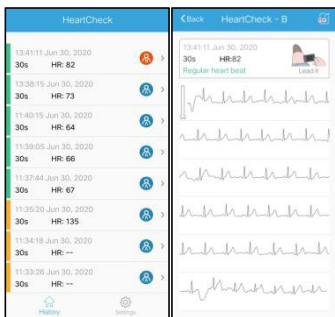 HeartCheck
13:41:11 Jun 30, 2020
30s HR: 82
13:38:15 Jun 30, 2020
30s HR: 73
11:40:15 Jun 30, 2020
30s HR: 64
11:39:05 Jun 30, 2020
30s HR: 66
11:37:44 Jun 30, 2020
30s HR: 67
11:35:20 Jun 30, 2020
30s HR: 135
11:34:18 Jun 30, 2020
30s HR: --
11:33:26 Jun 30, 2020
30s HR: --
History Settings
Back HeartCheck - B
13:41:11 Jun 30, 2020
30s HR:82
Regular heart beat